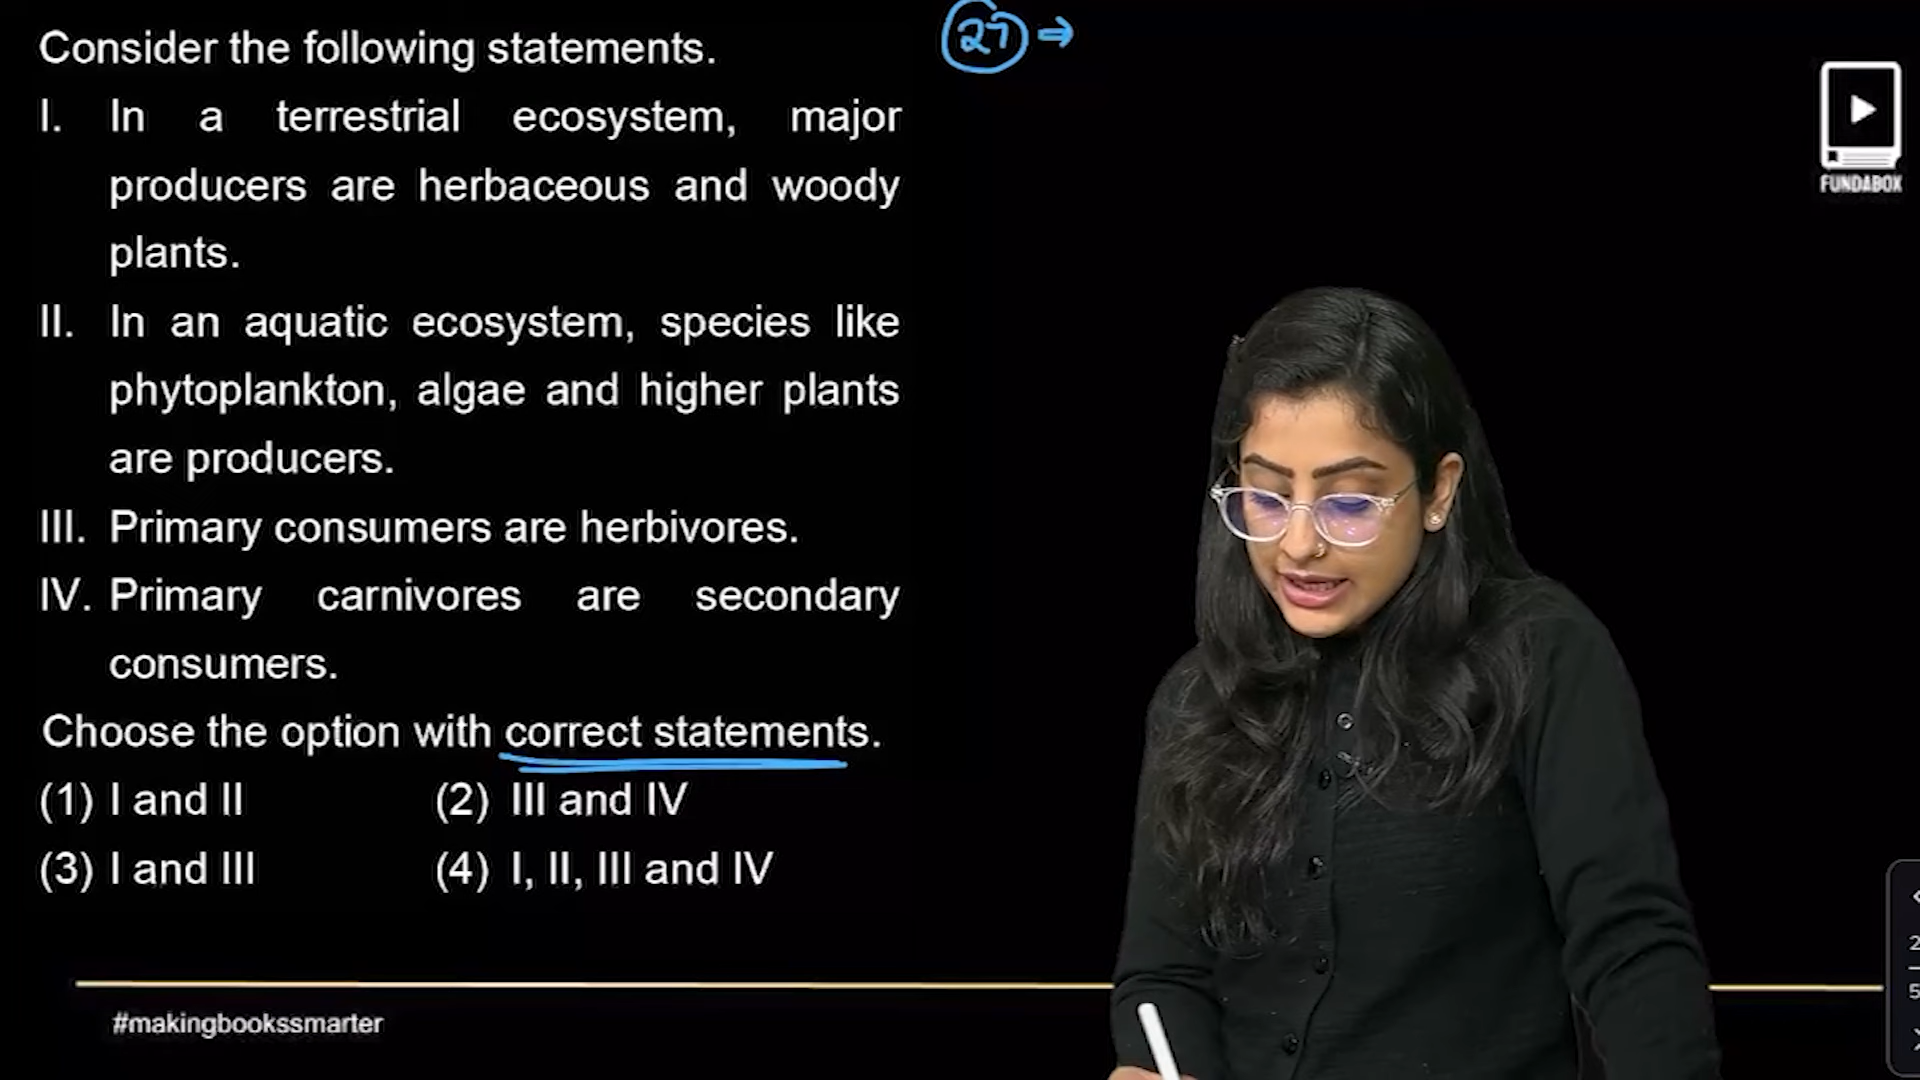 27 ⇒
Consider the following statements.
I. In a terrestrial ecosystem, major
producers are herbaceous and woody
plants.
II. In an aquatic ecosystem, species like
phytoplankton, algae and higher plants
are producers.
III. Primary consumers are herbivores.
IV. Primary carnivores are secondary
consumers.
Choose the option with correct statements.
(1) I and II (2) III and IV
(3) I and III (4) I, II, III and IV
FUNDABOX
2
5
#makingbookssmarter